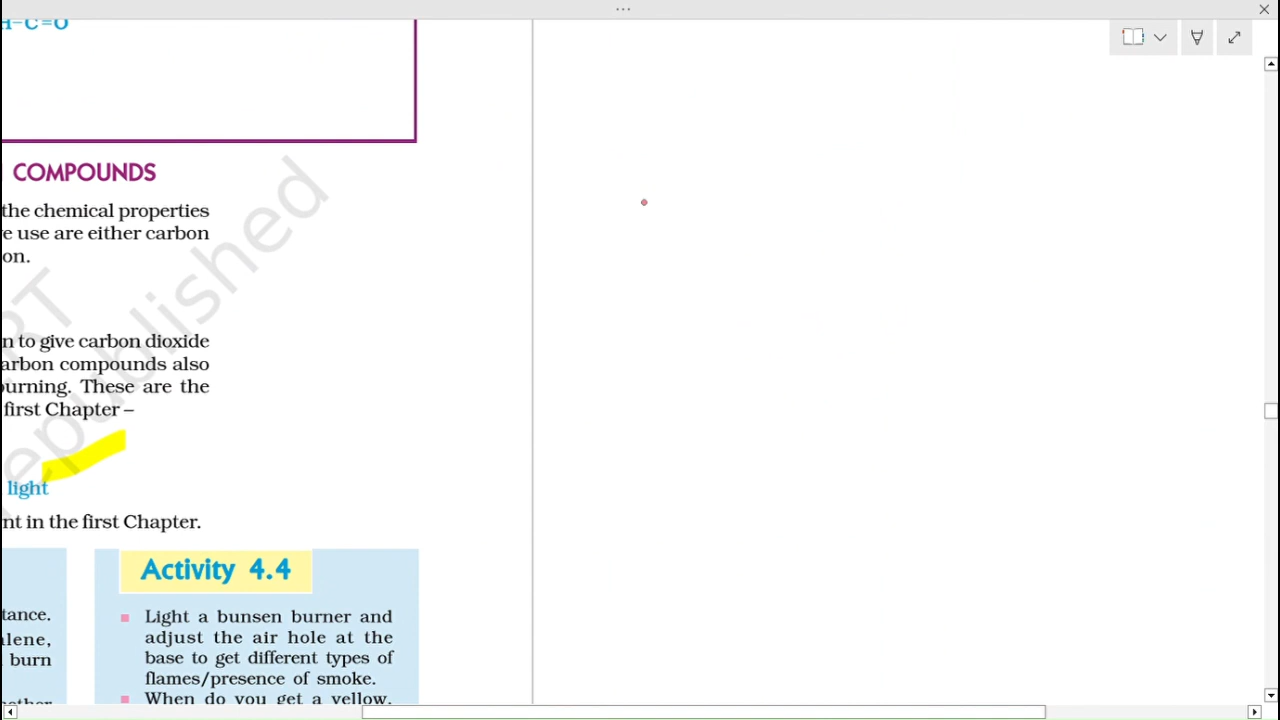 H–C=O
COMPOUNDS
the chemical properties
e use are either carbon
on.
n to give carbon dioxide
arbon compounds also
ourning. These are the
first Chapter –
light
nt in the first Chapter.
tance.
lene,
burn
Activity 4.4
Light a bunsen burner and
adjust the air hole at the
base to get different types of
flames/presence of smoke.
When do you get a yellow,
republished